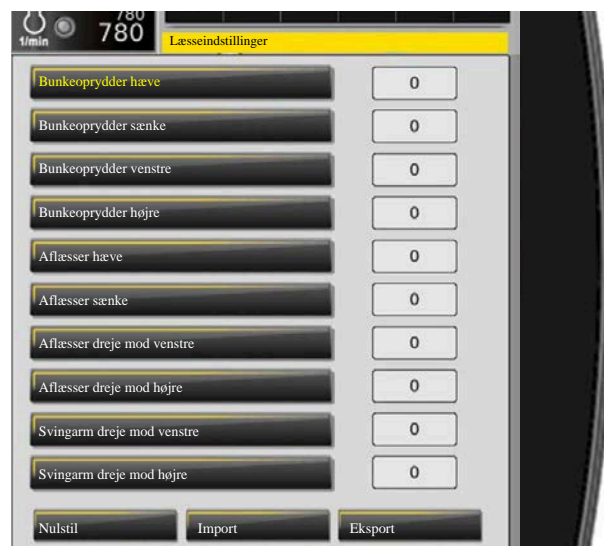 780
1/min 780
Læsseindstillinger
Bunkeoprydder hæve 0
Bunkeoprydder sænke 0
Bunkeoprydder venstre 0
Bunkeoprydder højre 0
Aflæsser hæve 0
Aflæsser sænke 0
Aflæsser dreje mod venstre 0
Aflæsser dreje mod højre 0
Svingarm dreje mod venstre 0
Svingarm dreje mod højre 0
Nulstil Import Eksport